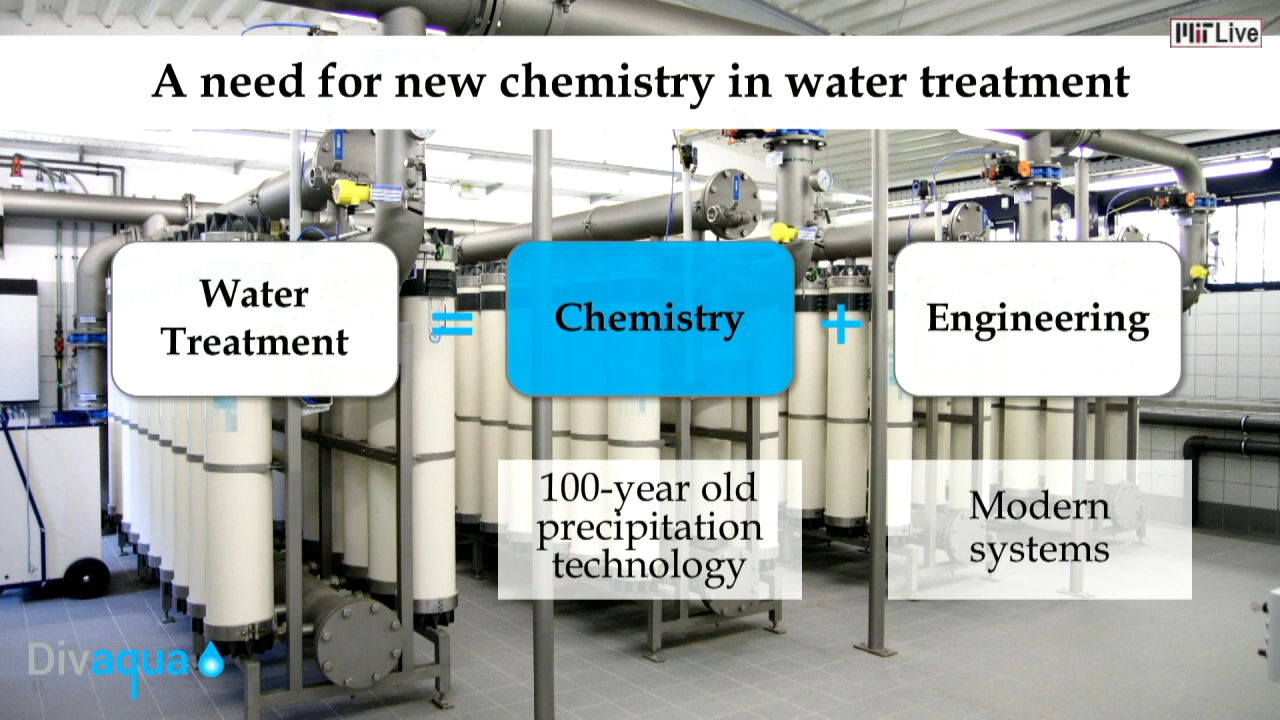 MIT Live
A need for new chemistry in water treatment
Water
Treatment
=
Chemistry
+
Engineering
100-year old
precipitation
technology
Modern
systems
Divaqua